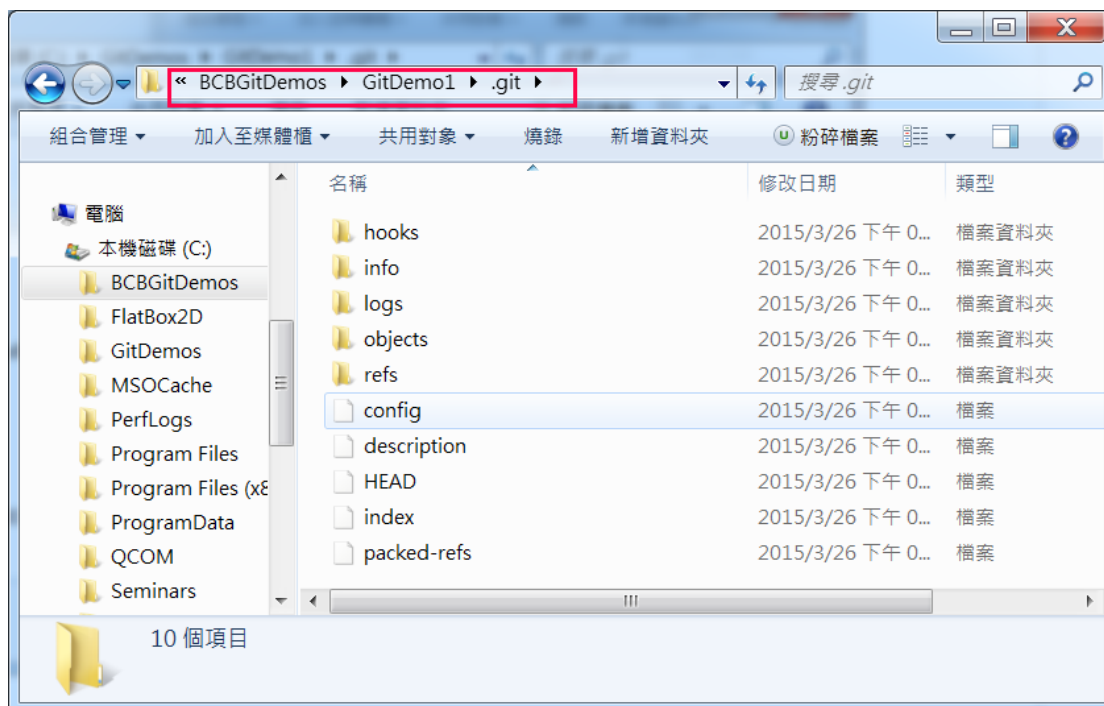 « BCBGitDemos GitDemo1 .git 搜尋 .git
組合管理 加入至媒體櫃 共用對象 燒錄 新增資料夾 粉碎檔案
名稱 修改日期 類型
電腦
本機磁碟 (C:)
BCBGitDemos
FlatBox2D
GitDemos
MSOCache
PerfLogs
Program Files
Program Files (x8
ProgramData
QCOM
Seminars
hooks 2015/3/26 下午 0... 檔案資料夾
info 2015/3/26 下午 0... 檔案資料夾
logs 2015/3/26 下午 0... 檔案資料夾
objects 2015/3/26 下午 0... 檔案資料夾
refs 2015/3/26 下午 0... 檔案資料夾
config 2015/3/26 下午 0... 檔案
description 2015/3/26 下午 0... 檔案
HEAD 2015/3/26 下午 0... 檔案
index 2015/3/26 下午 0... 檔案
packed-refs 2015/3/26 下午 0... 檔案
10 個項目